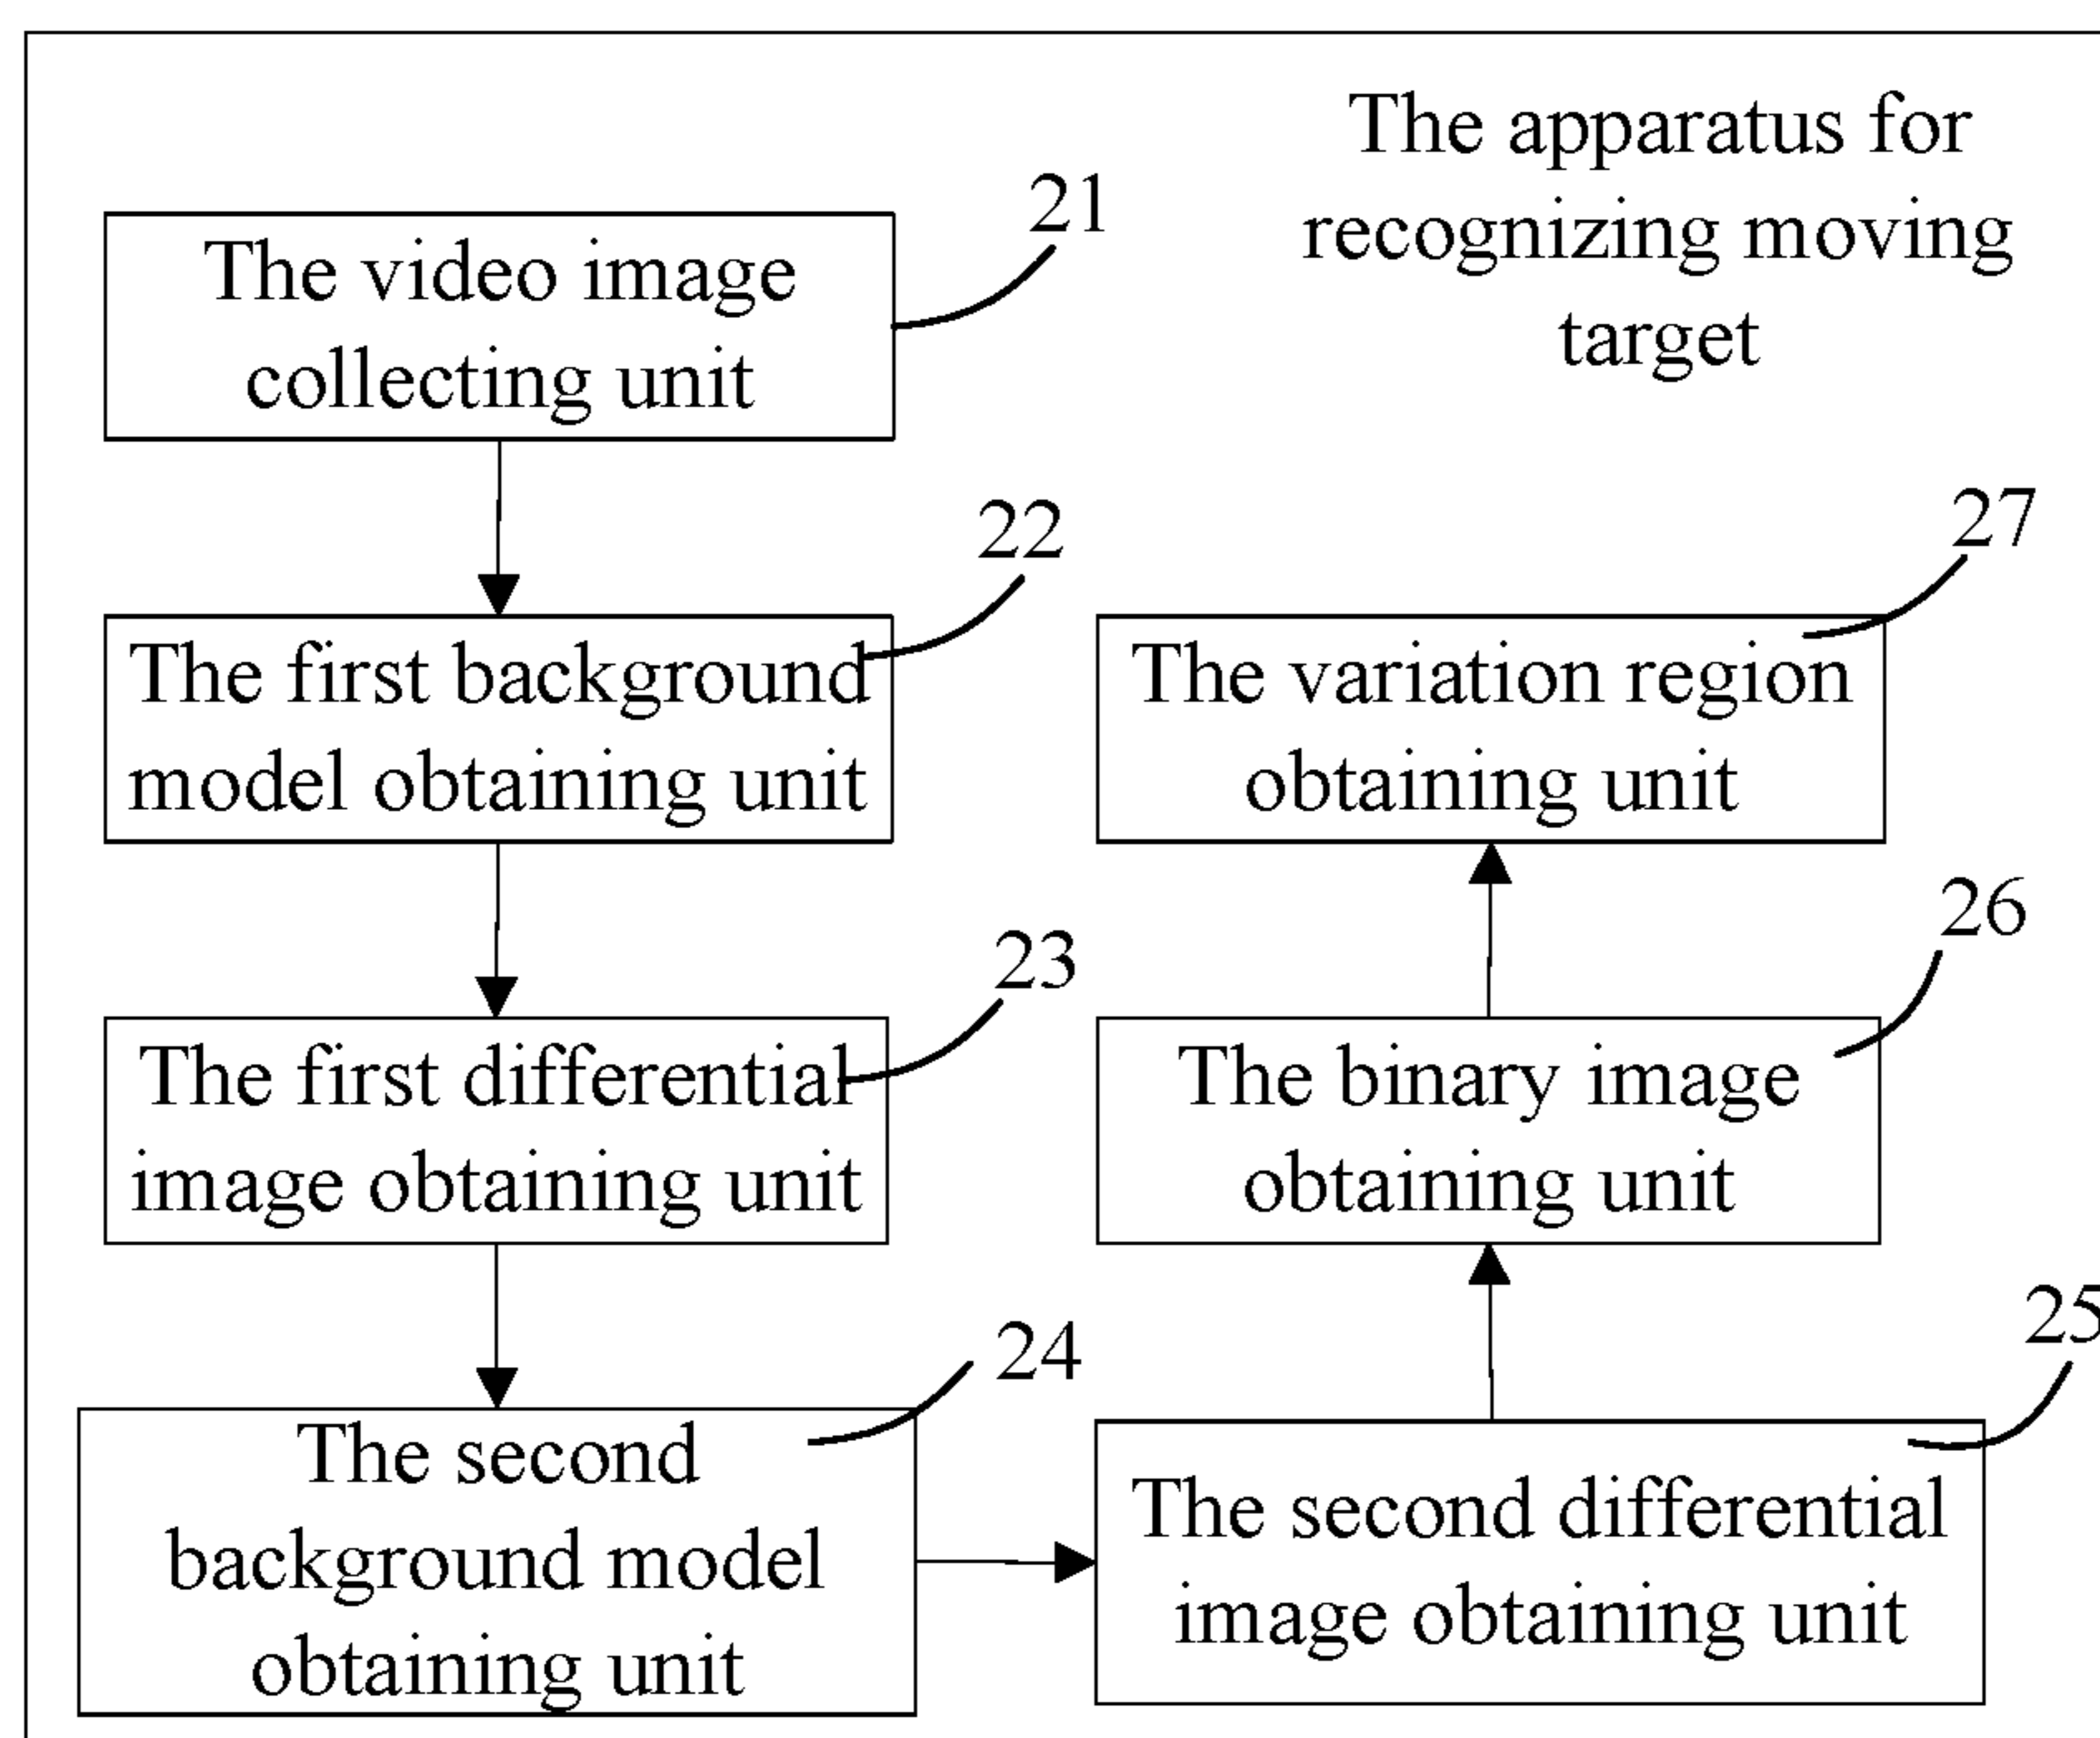 The apparatus for
recognizing moving
target
21
The video image
collecting unit
22
The first background
model obtaining unit
23
The first differential
image obtaining unit
24
The second
background model
obtaining unit
25
The second differential
image obtaining unit
26
The binary image
obtaining unit
27
The variation region
obtaining unit